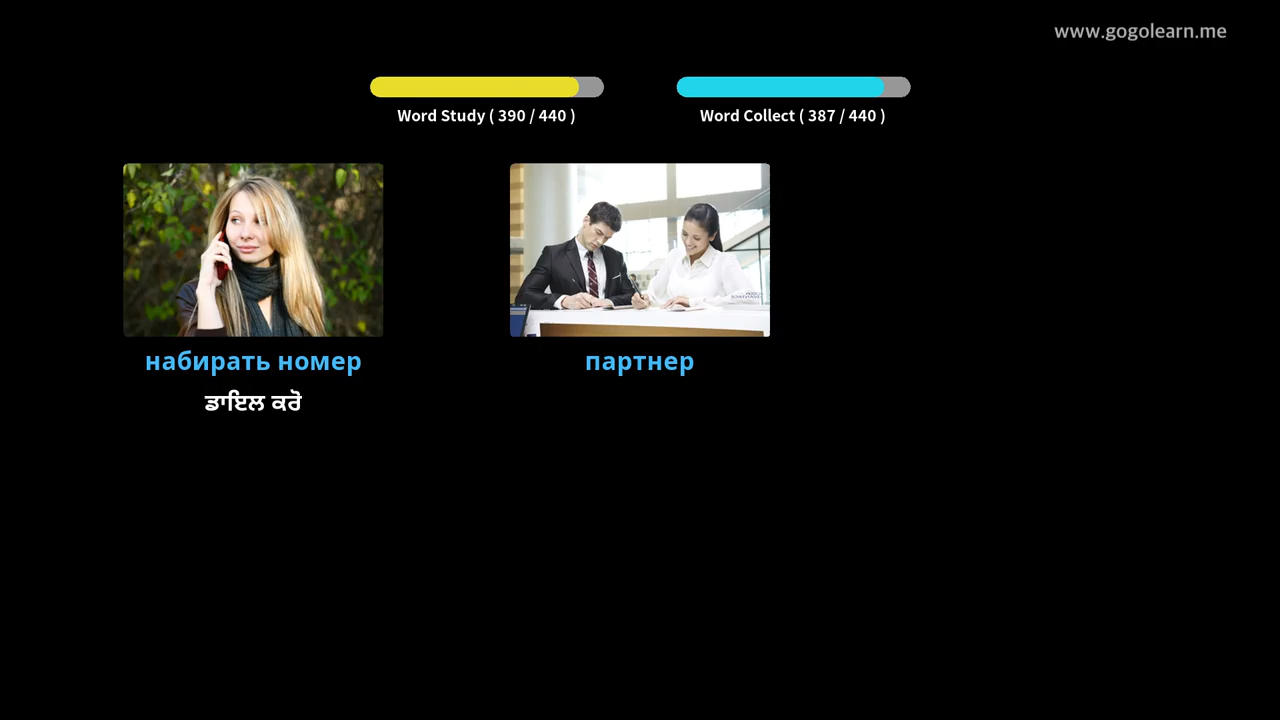 www.gogolearn.me
Word Study ( 390 / 440 )
Word Collect ( 387 / 440 )
набирать номер
партнер
ਡਾਇਲ ਕਰੋ